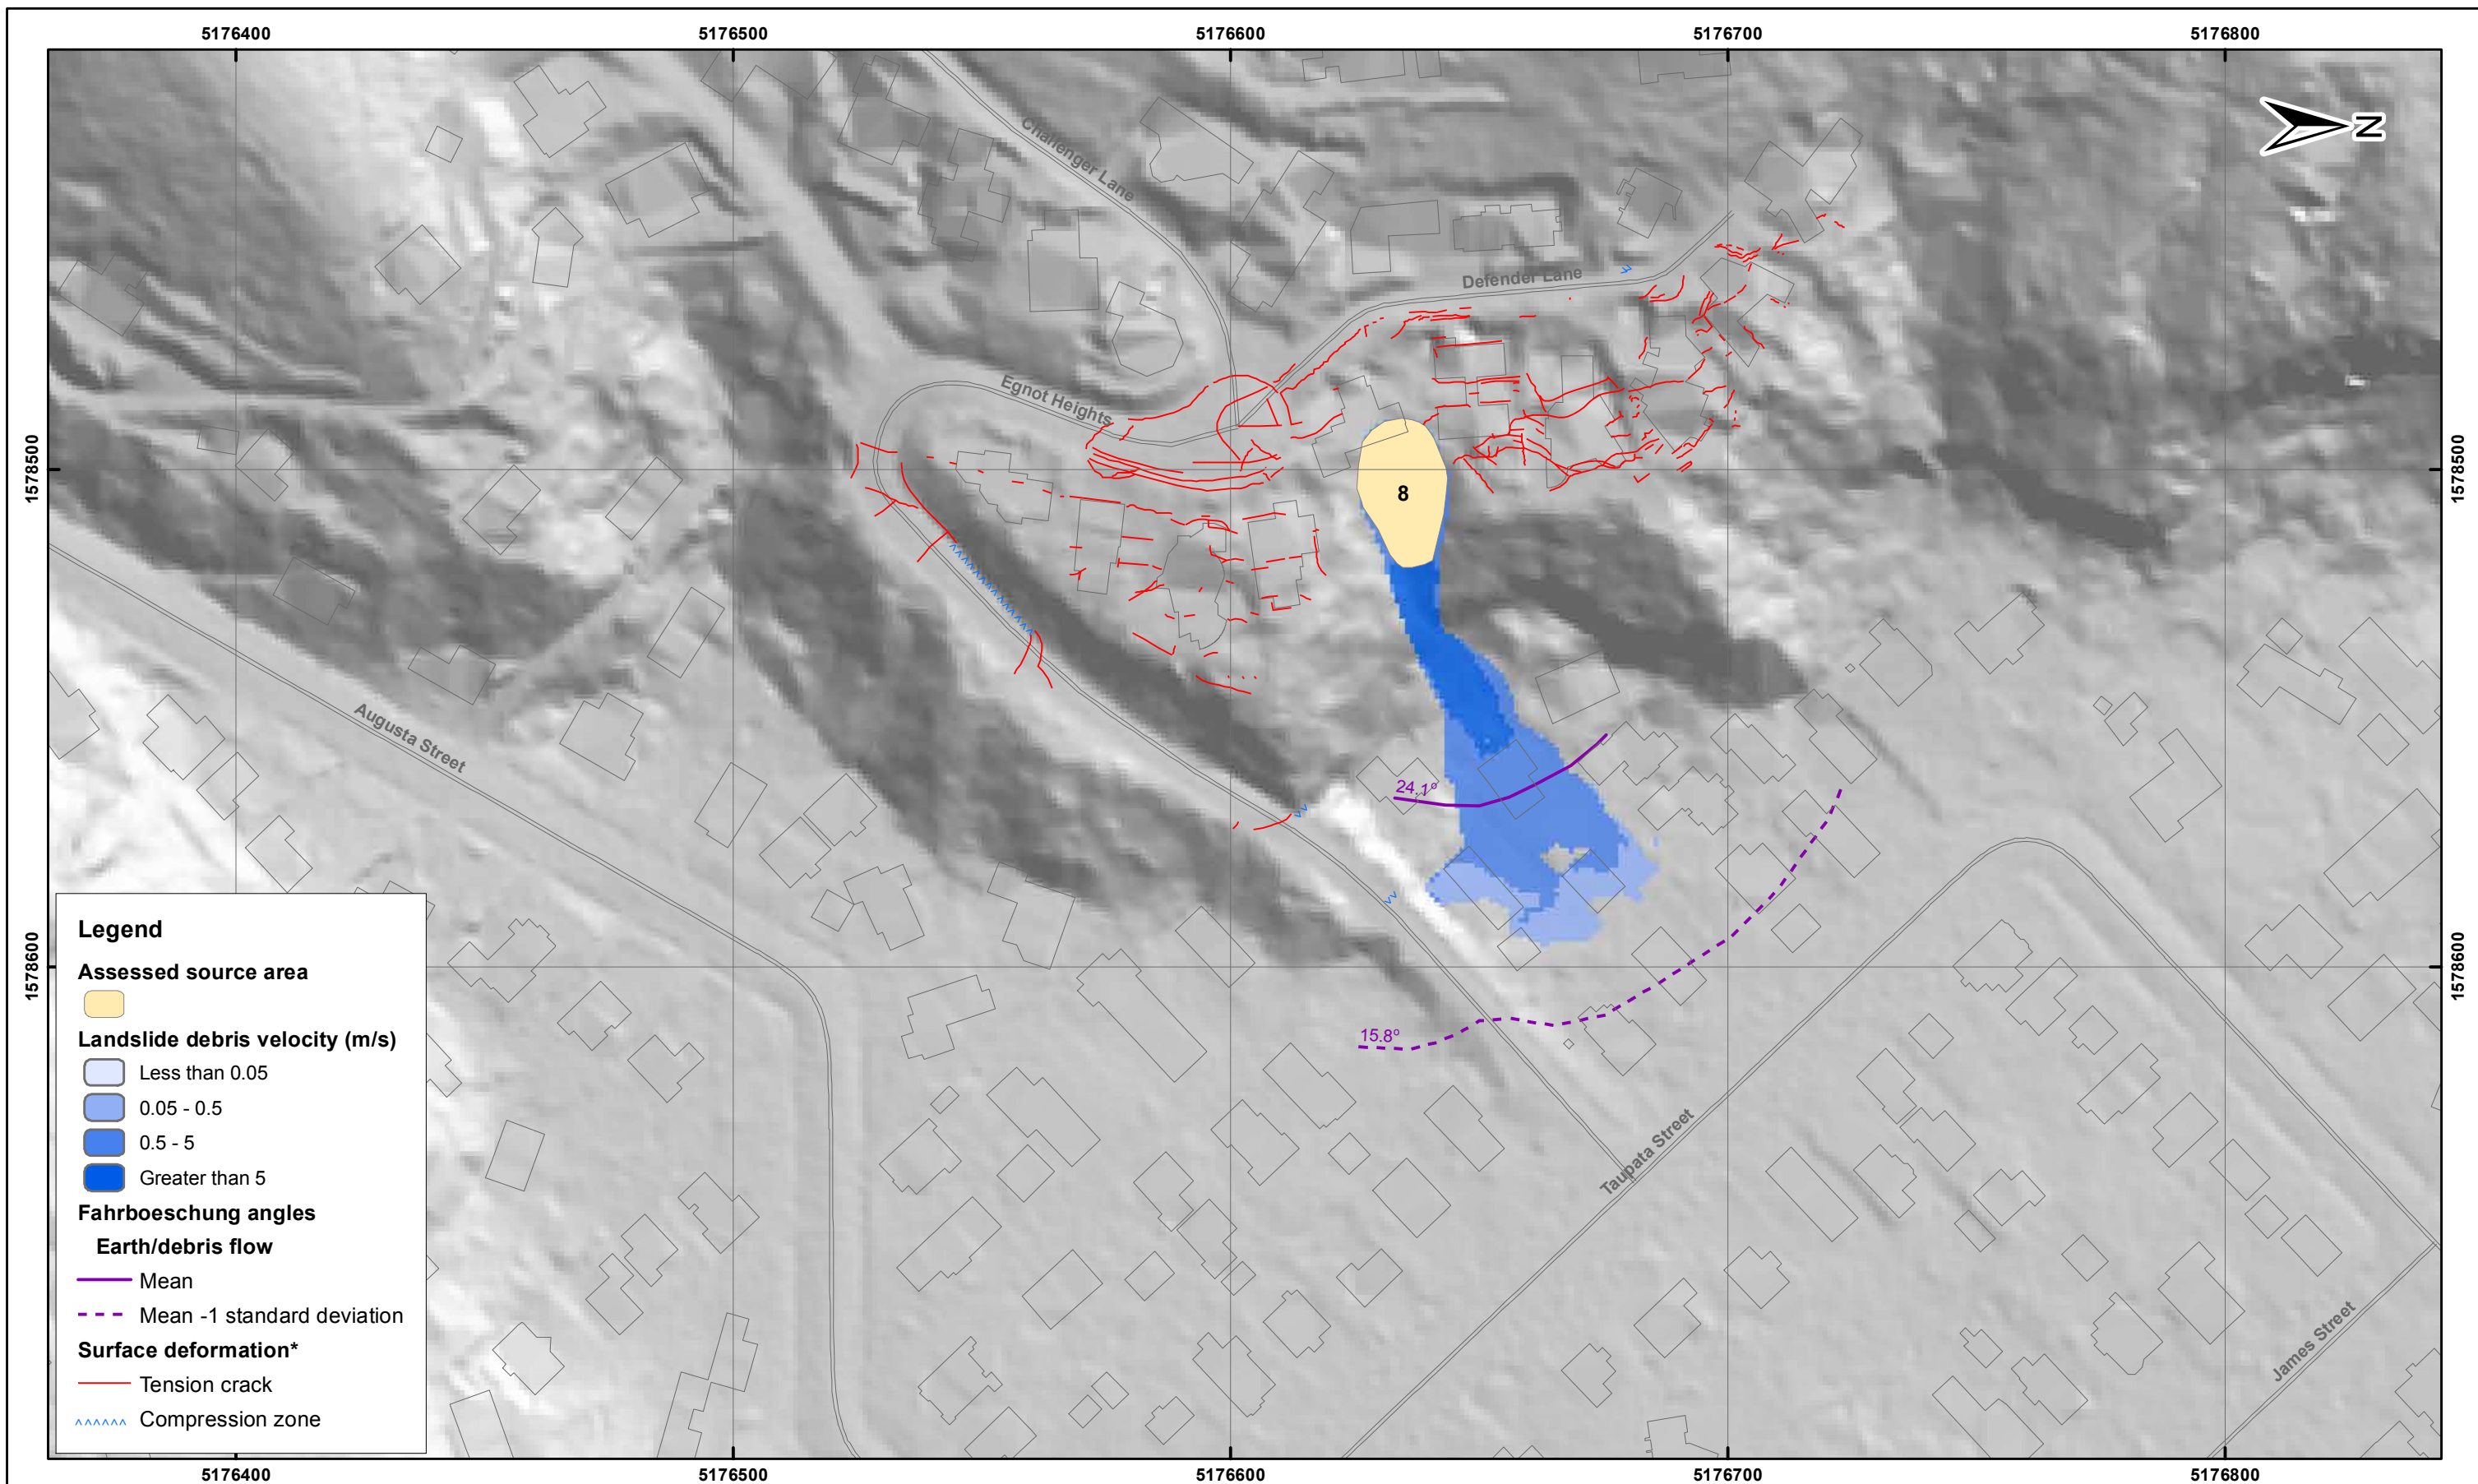 5176400 5176500 5176600 5176700 5176800
N
Challenger Lane
Defender Lane
Egnot Heights
1578500 1578500
8
Augusta Street
24.1º
1578600 1578600
15.8º
Taupata Street
James Street
Legend
Assessed source area
Landslide debris velocity (m/s)
Less than 0.05
0.05 - 0.5
0.5 - 5
Greater than 5
Fahrboeschung angles
Earth/debris flow
Mean
Mean -1 standard deviation
Surface deformation*
Tension crack
Compression zone
5176400 5176500 5176600 5176700 5176800